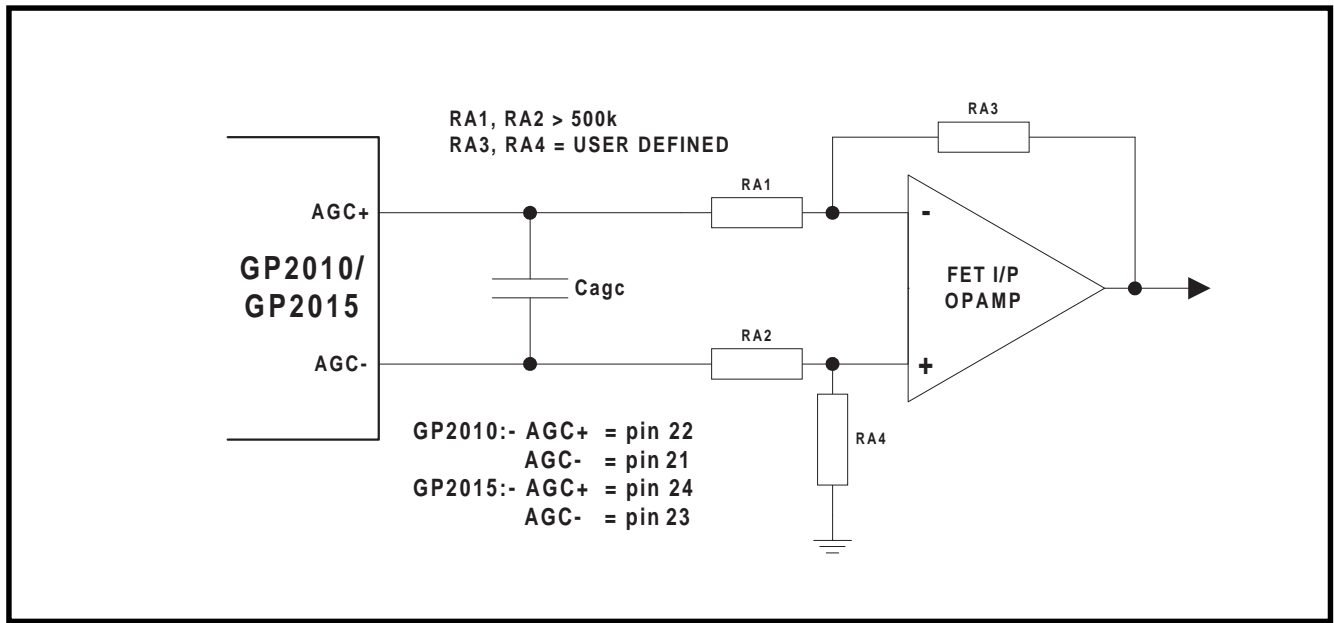 RA1, RA2 > 500k
RA3, RA4 = USER DEFINED
RA3
RA1
AGC+
-
GP2010/
GP2015
Cagc
FET I/P
OPAMP
RA2
AGC-
+
GP2010:- AGC+ = pin 22
AGC- = pin 21
GP2015:- AGC+ = pin 24
AGC- = pin 23
RA4